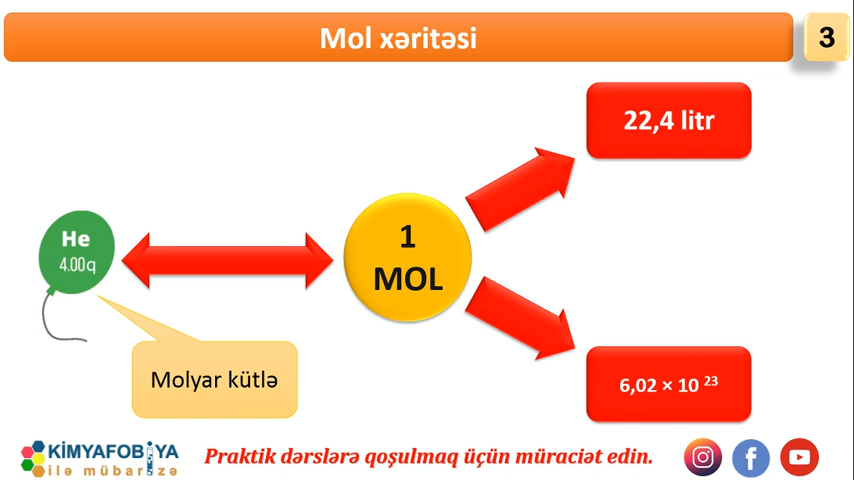 Mol xəritəsi
3
22,4 litr
He
4.00q
1
MOL
Molyar kütlə
6,02 × 10 ²³
KİMYAFOBİYA
ilə mübarizə
Praktik dərslərə qoşulmaq üçün müraciət edin.